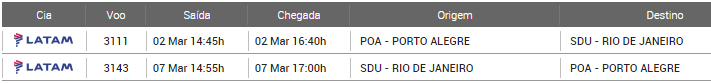 Cia Voo Saída Chegada Origem Destino
LATAM 3111 02 Mar 14:45h 02 Mar 16:40h POA - PORTO ALEGRE SDU - RIO DE JANEIRO
LATAM 3143 07 Mar 14:55h 07 Mar 17:00h SDU - RIO DE JANEIRO POA - PORTO ALEGRE